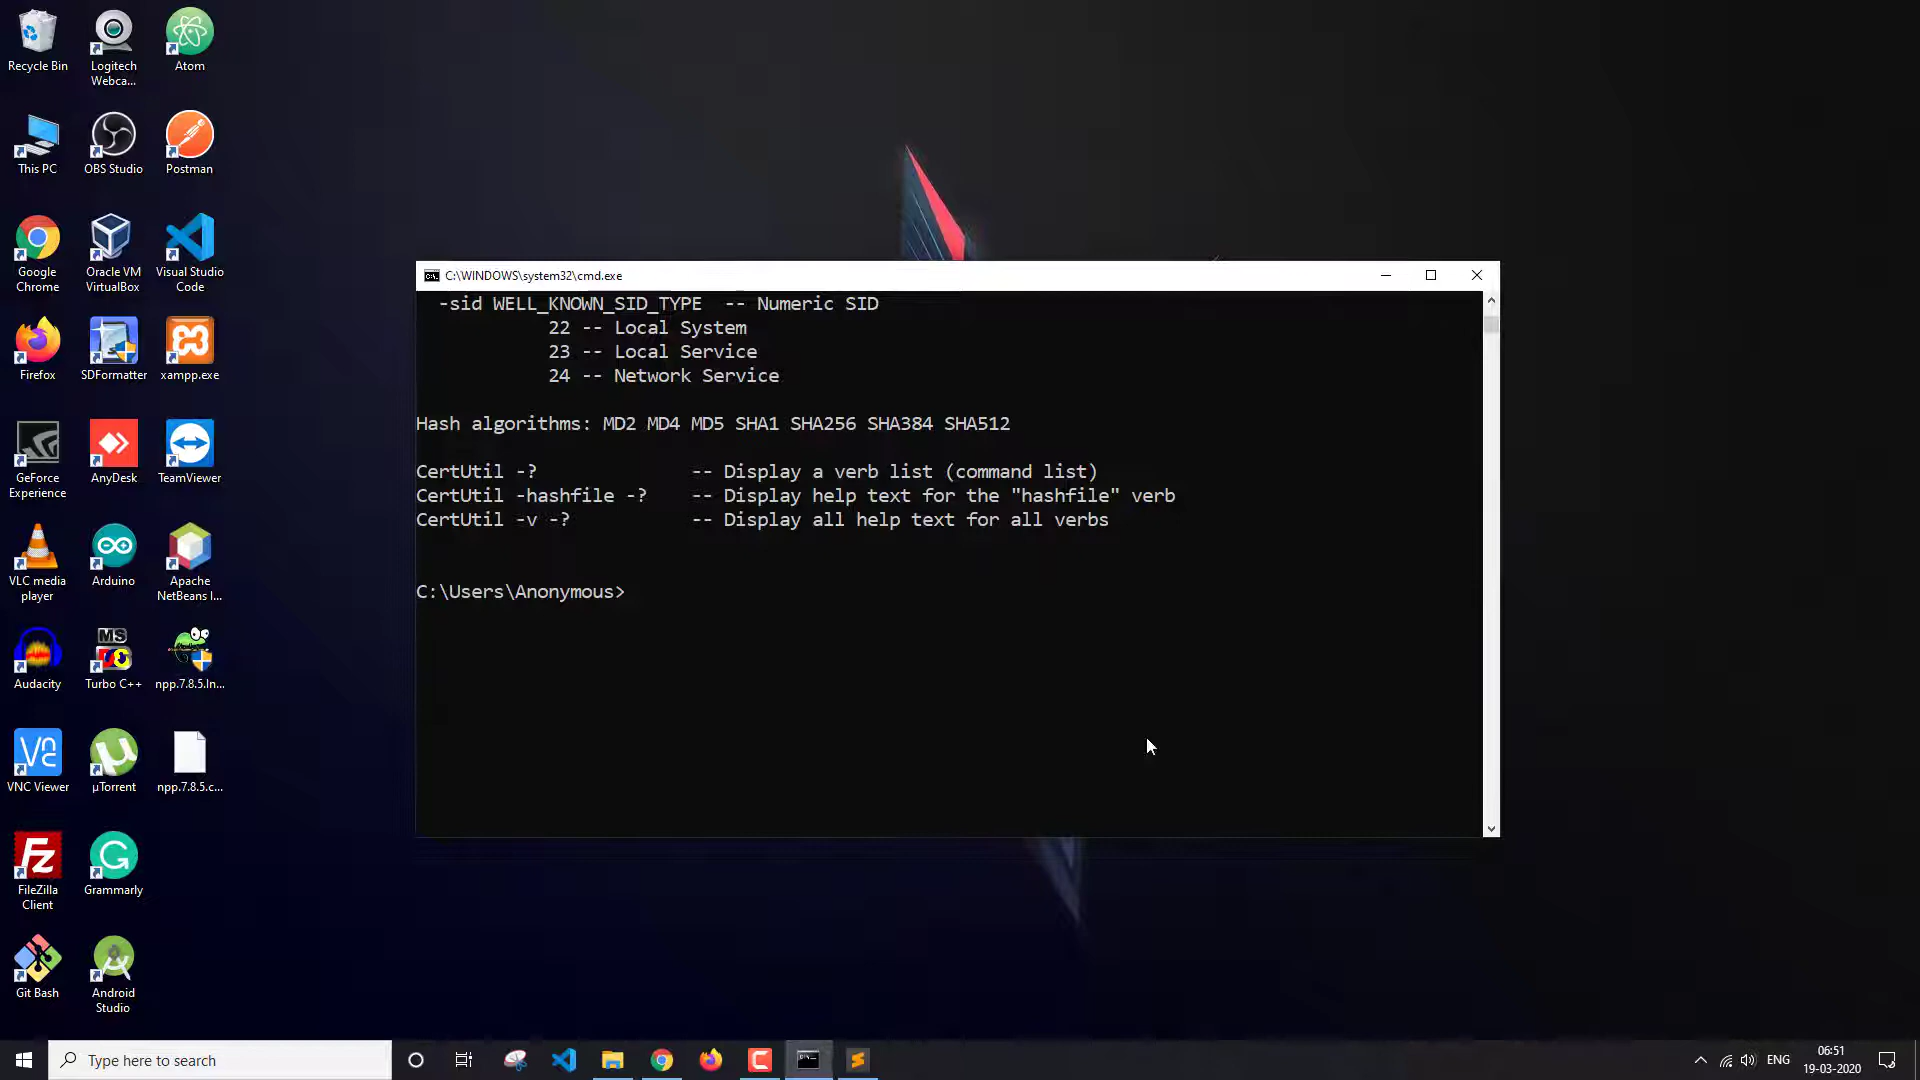 Recycle Bin
Logitech
Webca...
Atom
This PC
OBS Studio
Postman
Google
Chrome
Oracle VM
VirtualBox
Visual Studio
Code
Firefox
SDFormatter
xampp.exe
GeForce
Experience
AnyDesk
TeamViewer
VLC media
player
Arduino
Apache
NetBeans I...
Audacity
MS
Turbo C++
npp.7.8.5.In...
VNC Viewer
µTorrent
npp.7.8.5.c...
FileZilla
Client
Grammarly
Git Bash
Android
Studio
C:\WINDOWS\system32\cmd.exe
-sid WELL_KNOWN_SID_TYPE -- Numeric SID
22 -- Local System
23 -- Local Service
24 -- Network Service
Hash algorithms: MD2 MD4 MD5 SHA1 SHA256 SHA384 SHA512
CertUtil -? -- Display a verb list (command list)
CertUtil -hashfile -? -- Display help text for the "hashfile" verb
CertUtil -v -? -- Display all help text for all verbs
C:\Users\Anonymous>
Type here to search
ENG
06:51
19-03-2020